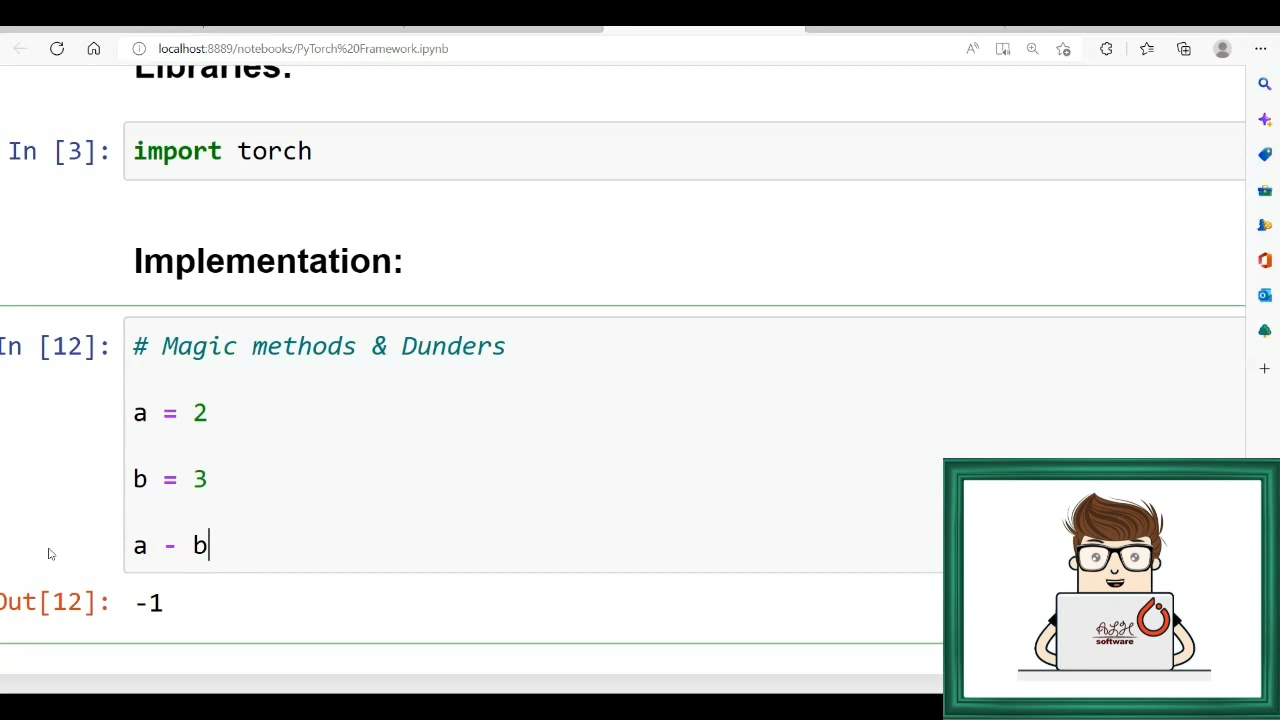 localhost:8889/notebooks/PyTorch%20Framework.ipynb
Libraries:
In [3]: import torch
Implementation:
In [12]: # Magic methods & Dunders
a = 2
b = 3
a - b
Out[12]: -1
software